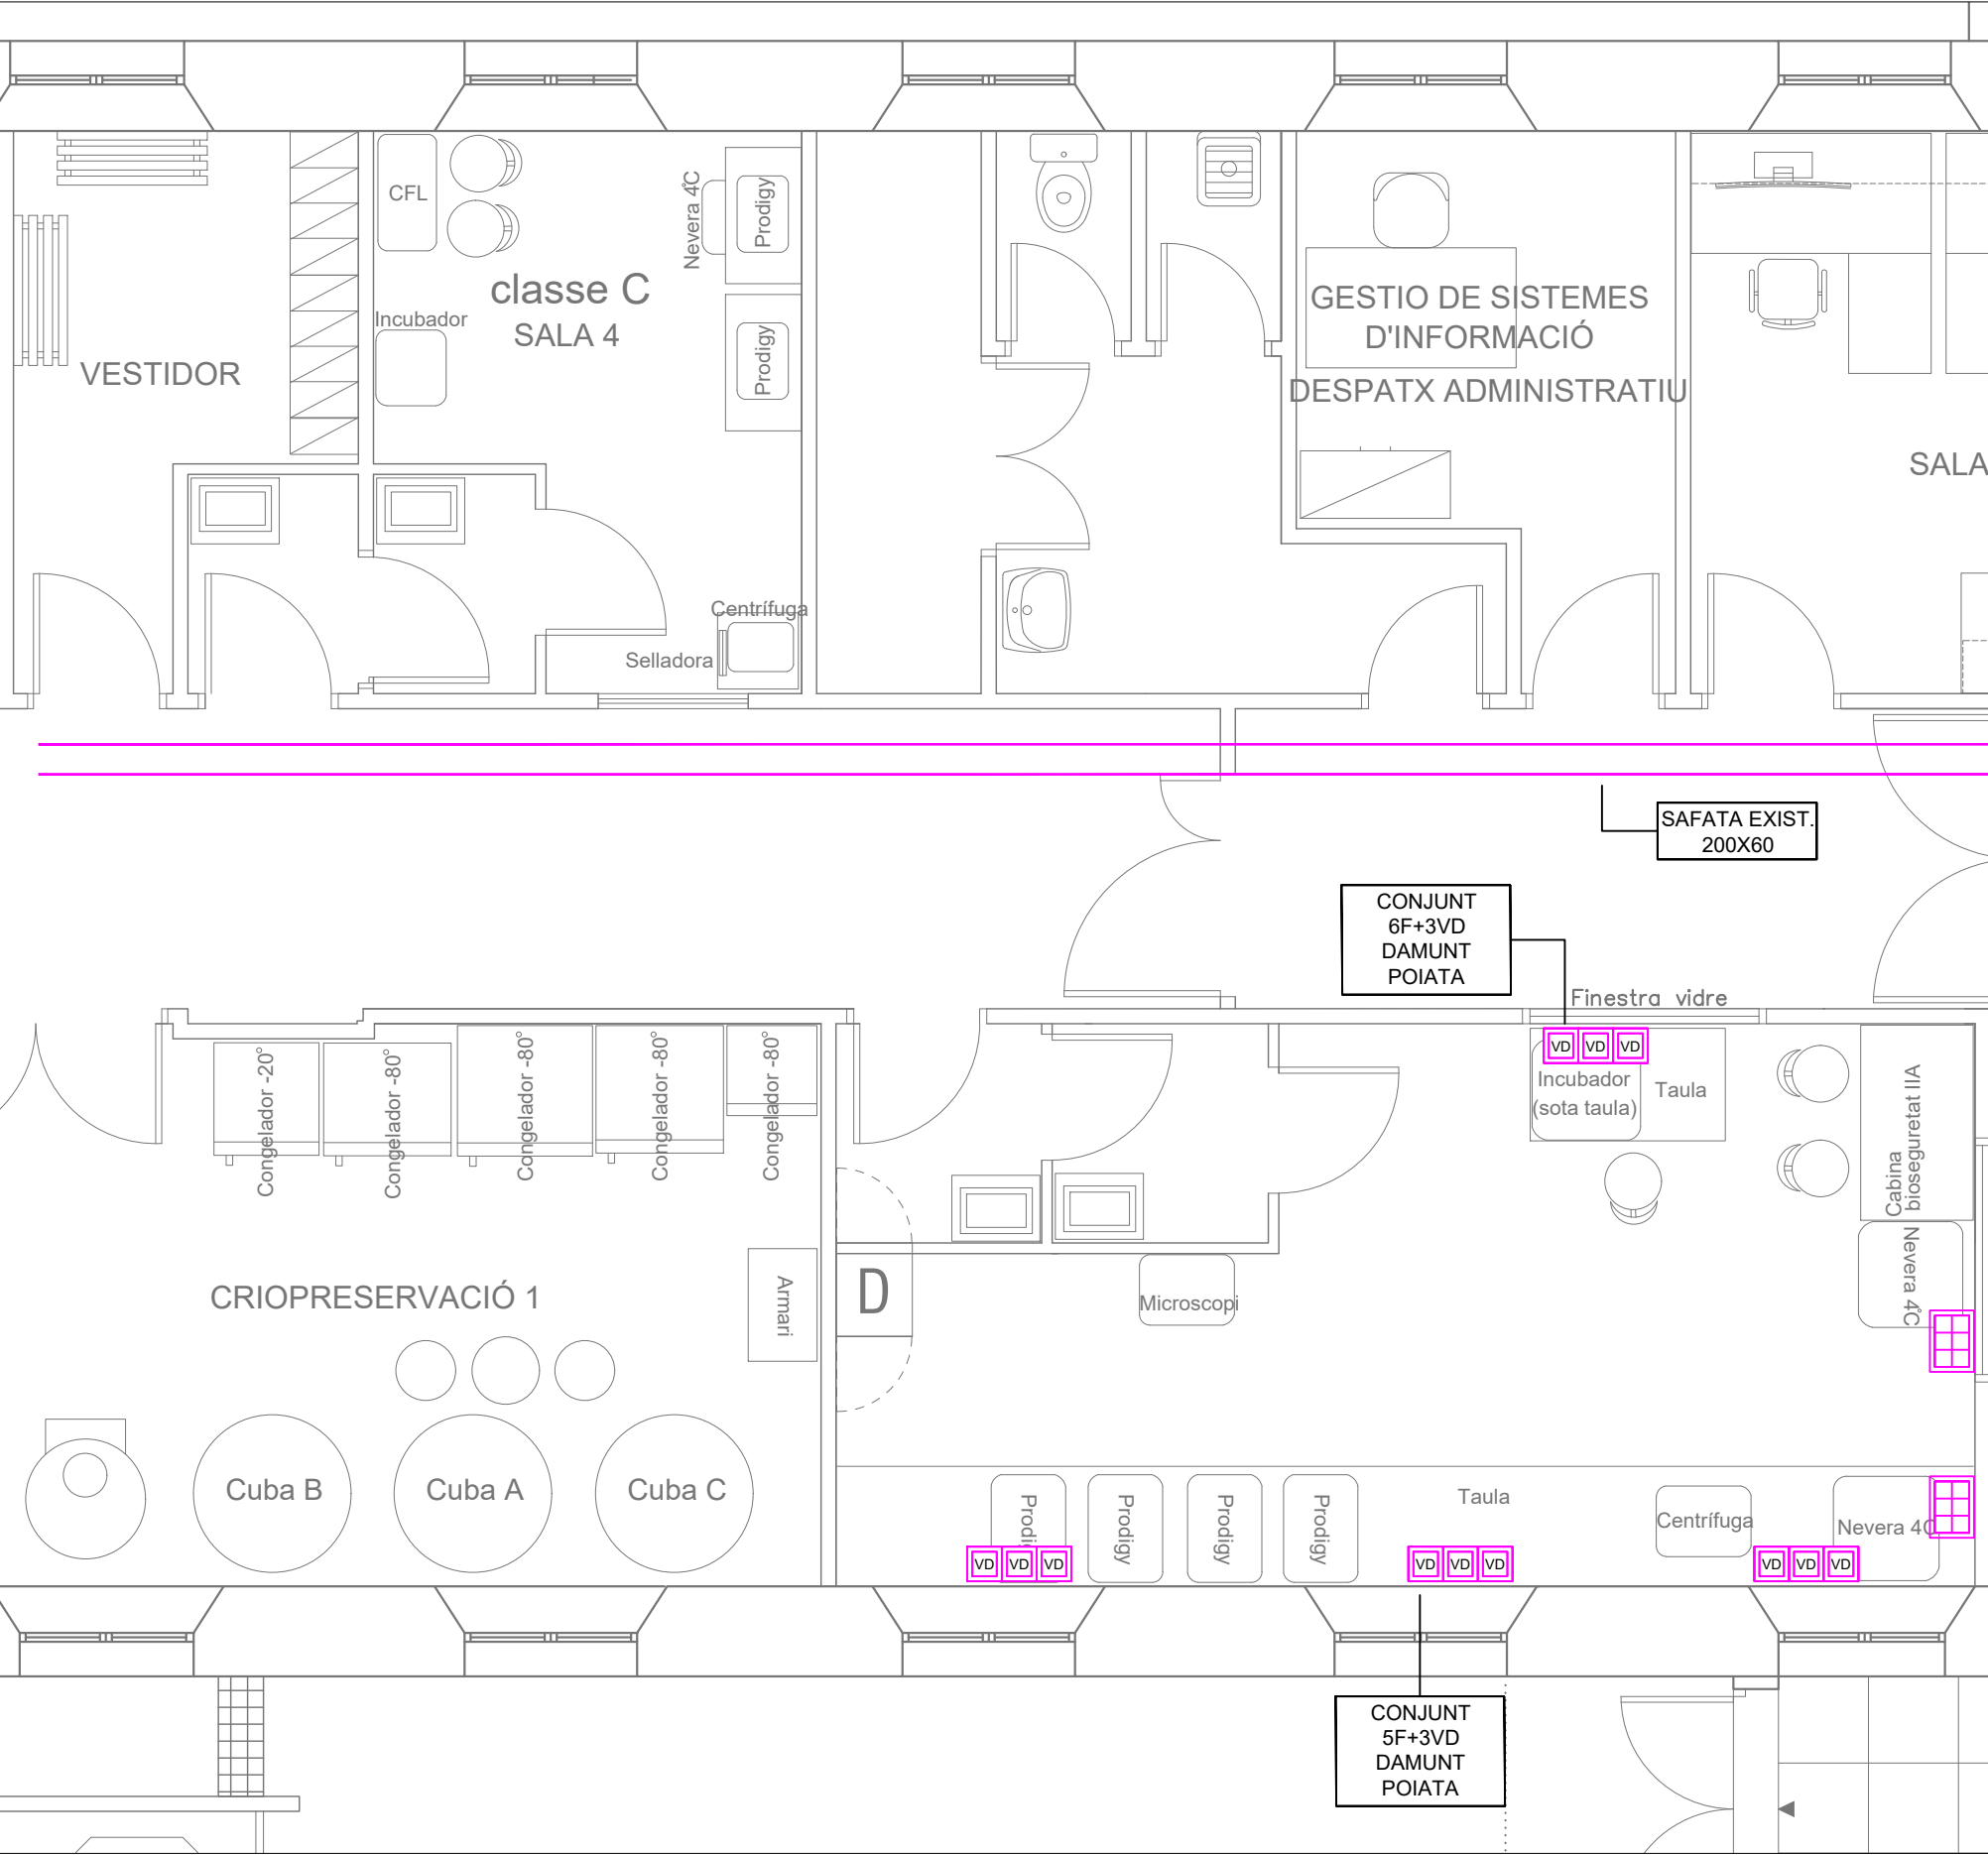 CFL
Nevera 4°C
Prodigy
classe C
SALA 4
Incubador
Prodigy
VESTIDOR
GESTIO DE SISTEMES
D'INFORMACIÓ
DESPATX ADMINISTRATIU
SALA
Centrífuga
Selladora
SAFATA EXIST.
200X60
CONJUNT
6F+3VD
DAMUNT
POIATA
Finestra vidre
VD VD VD
Incubador
(sota taula)
Taula
Cabina
bioseguretat IIA
Nevera 4°C
Congelador -20°
Congelador -80°
Congelador -80°
Congelador -80°
Congelador -80°
CRIOPRESERVACIÓ 1
Armari
D
Microscopi
Cuba B
Cuba A
Cuba C
Prodigy
Prodigy
Prodigy
Prodigy
Taula
Centrífuga
Nevera 4C
VD VD VD
VD VD VD
VD VD VD
CONJUNT
5F+3VD
DAMUNT
POIATA